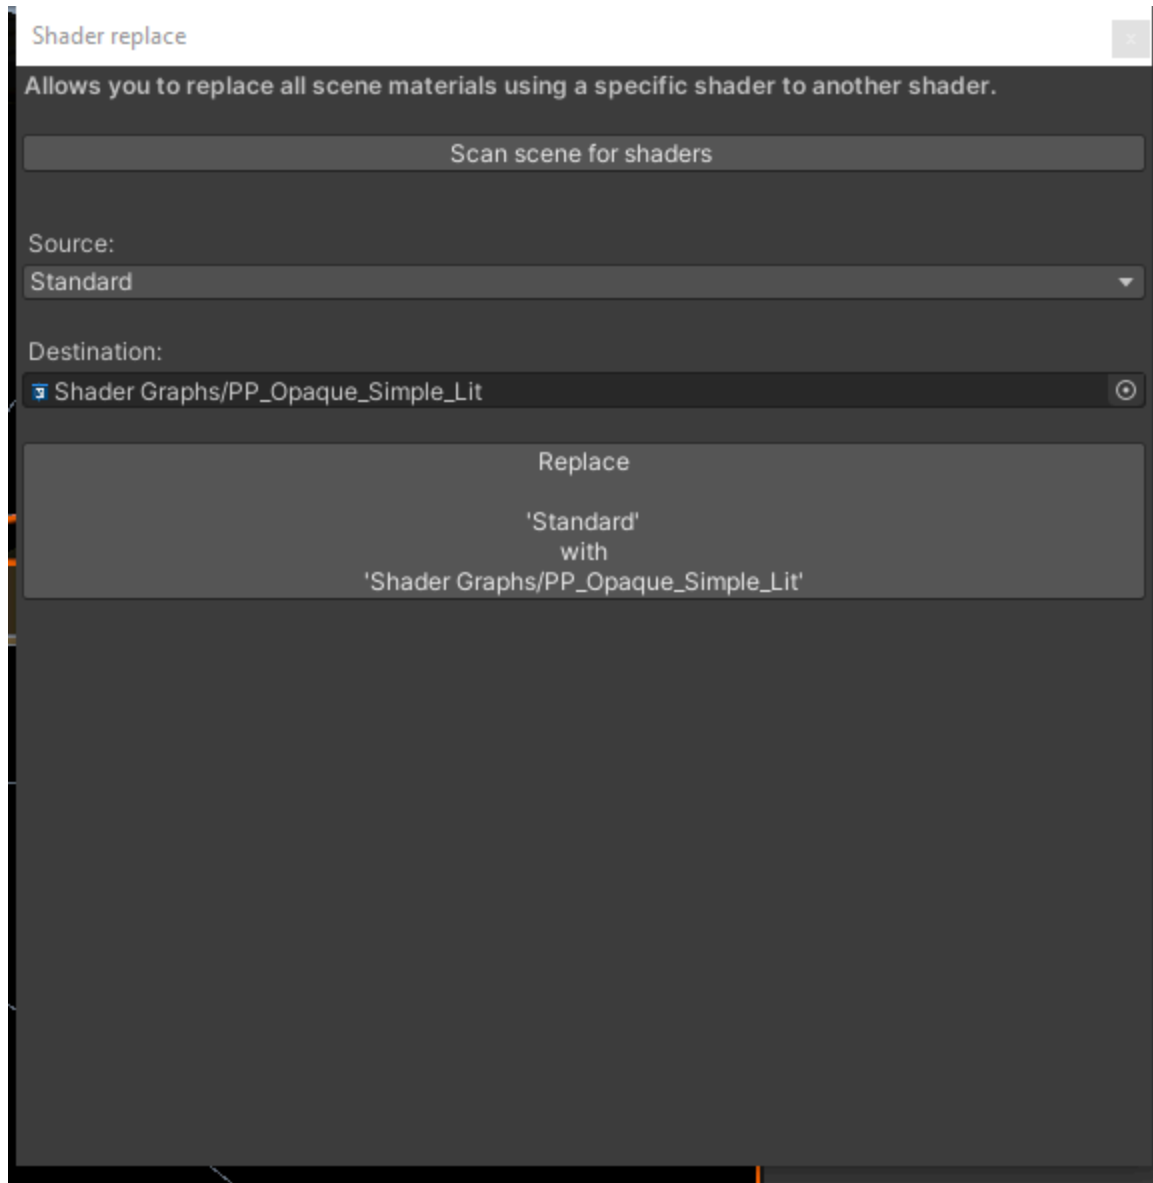 Shader replace
Allows you to replace all scene materials using a specific shader to another shader.
Scan scene for shaders
Source:
Standard
Destination:
Shader Graphs/PP_Opaque_Simple_Lit
Replace
'Standard'
with
'Shader Graphs/PP_Opaque_Simple_Lit'